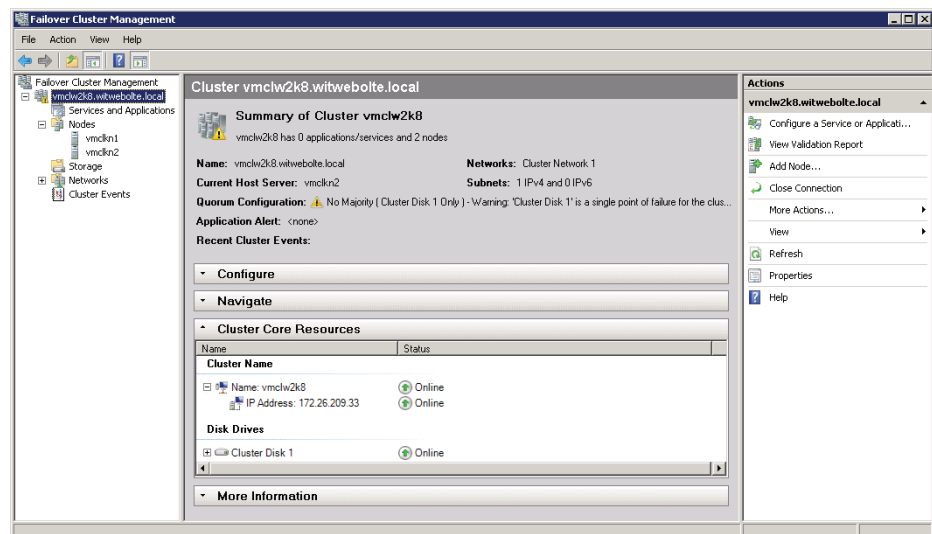 Failover Cluster Management
File Action View Help
Failover Cluster Management
vmclw2k8.witwebolte.local
Services and Applications
Nodes
vmclkn1
vmclkn2
Storage
Networks
Cluster Events
Cluster vmclw2k8.witwebolte.local
Summary of Cluster vmclw2k8
vmclw2k8 has 0 applications/services and 2 nodes
Name: vmclw2k8.witwebolte.local Networks: Cluster Network 1
Current Host Server: vmclkn2 Subnets: 1 IPv4 and 0 IPv6
Quorum Configuration: No Majority ( Cluster Disk 1 Only ) - Warning: 'Cluster Disk 1' is a single point of failure for the clus...
Application Alert: <none>
Recent Cluster Events:
Configure
Navigate
Cluster Core Resources
Name Status
Cluster Name
Name: vmclw2k8 Online
IP Address: 172.26.209.33 Online
Disk Drives
Cluster Disk 1 Online
More Information
Actions
vmclw2k8.witwebolte.local
Configure a Service or Applicati...
View Validation Report
Add Node...
Close Connection
More Actions...
View
Refresh
Properties
Help